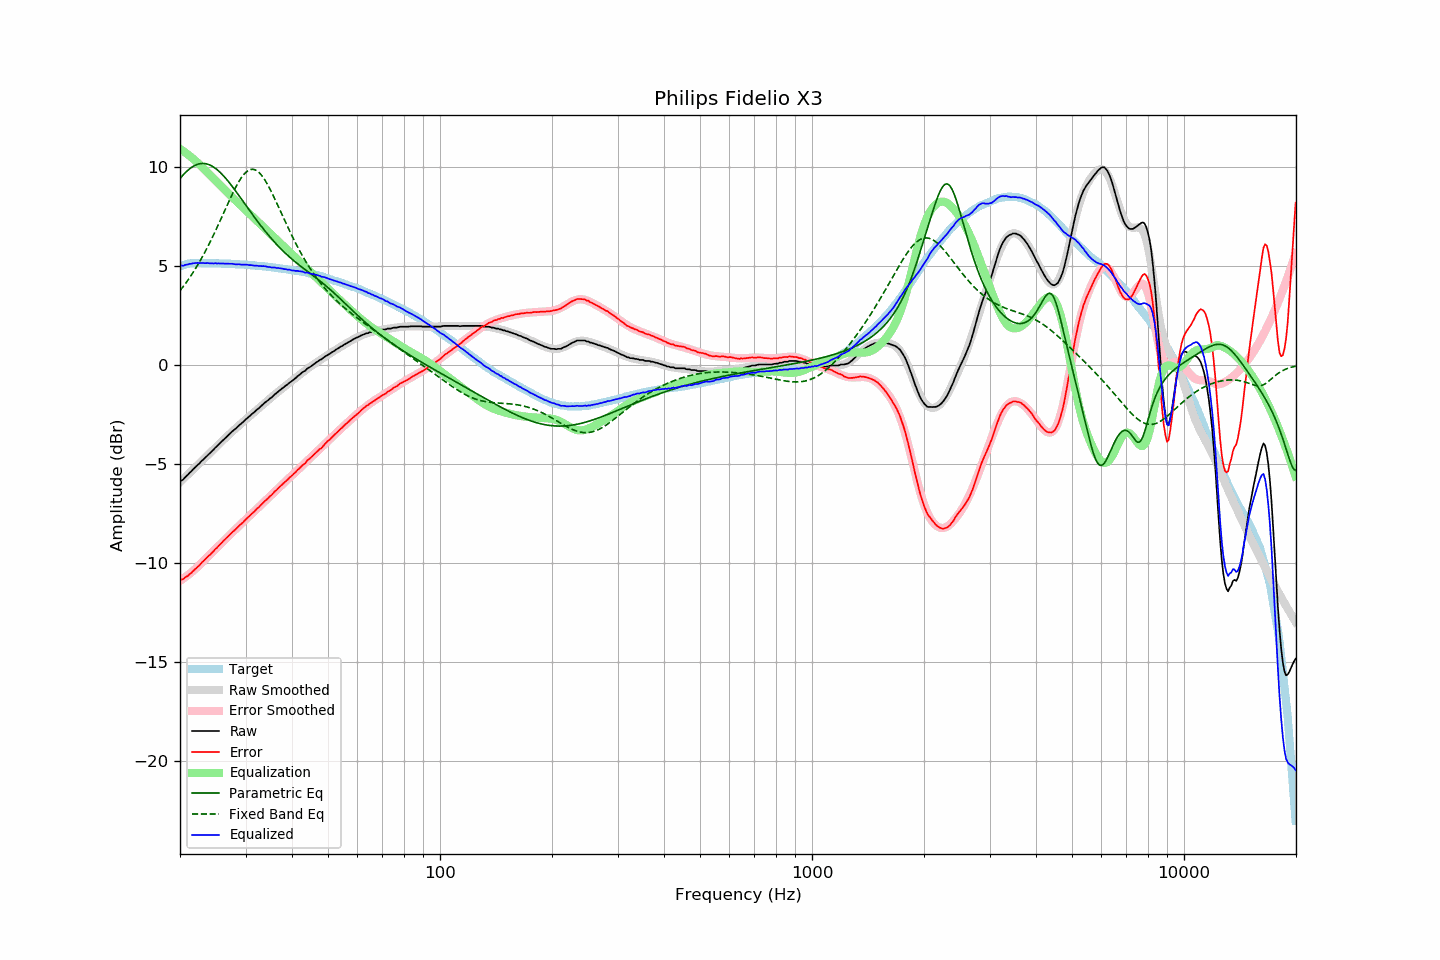 Philips Fidelio X3
Amplitude (dBr)
10
5
0
−5
−10
−15
−20
Target
Raw Smoothed
Error Smoothed
Raw
Error
Equalization
Parametric Eq
Fixed Band Eq
Equalized
100
1000
10000
Frequency (Hz)